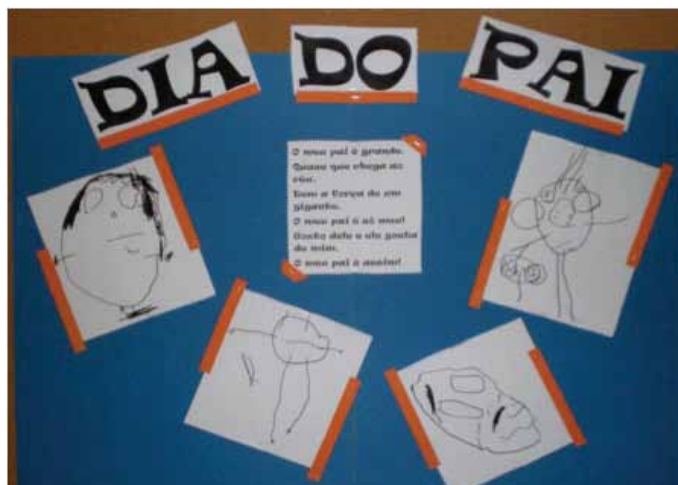 DIA DO PAI
O meu pai é grande.
Quase que chega ao
céu.
Tem a força de um
gigante.
O meu pai é só meu!
Gosto dele e ele gosta
de mim.
O meu pai é assim!